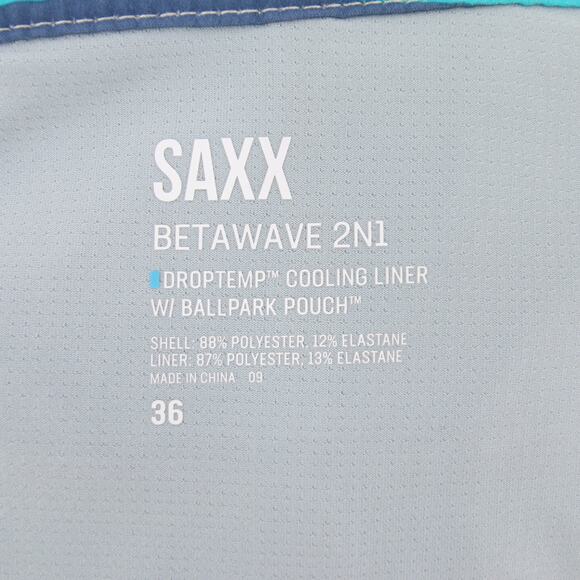 SAXX
BETAWAVE 2N1
DROPTEMP™ COOLING LINER
W/ BALLPARK POUCH™
SHELL: 88% POLYESTER, 12% ELASTANE
LINER: 87% POLYESTER, 13% ELASTANE
MADE IN CHINA 09
36